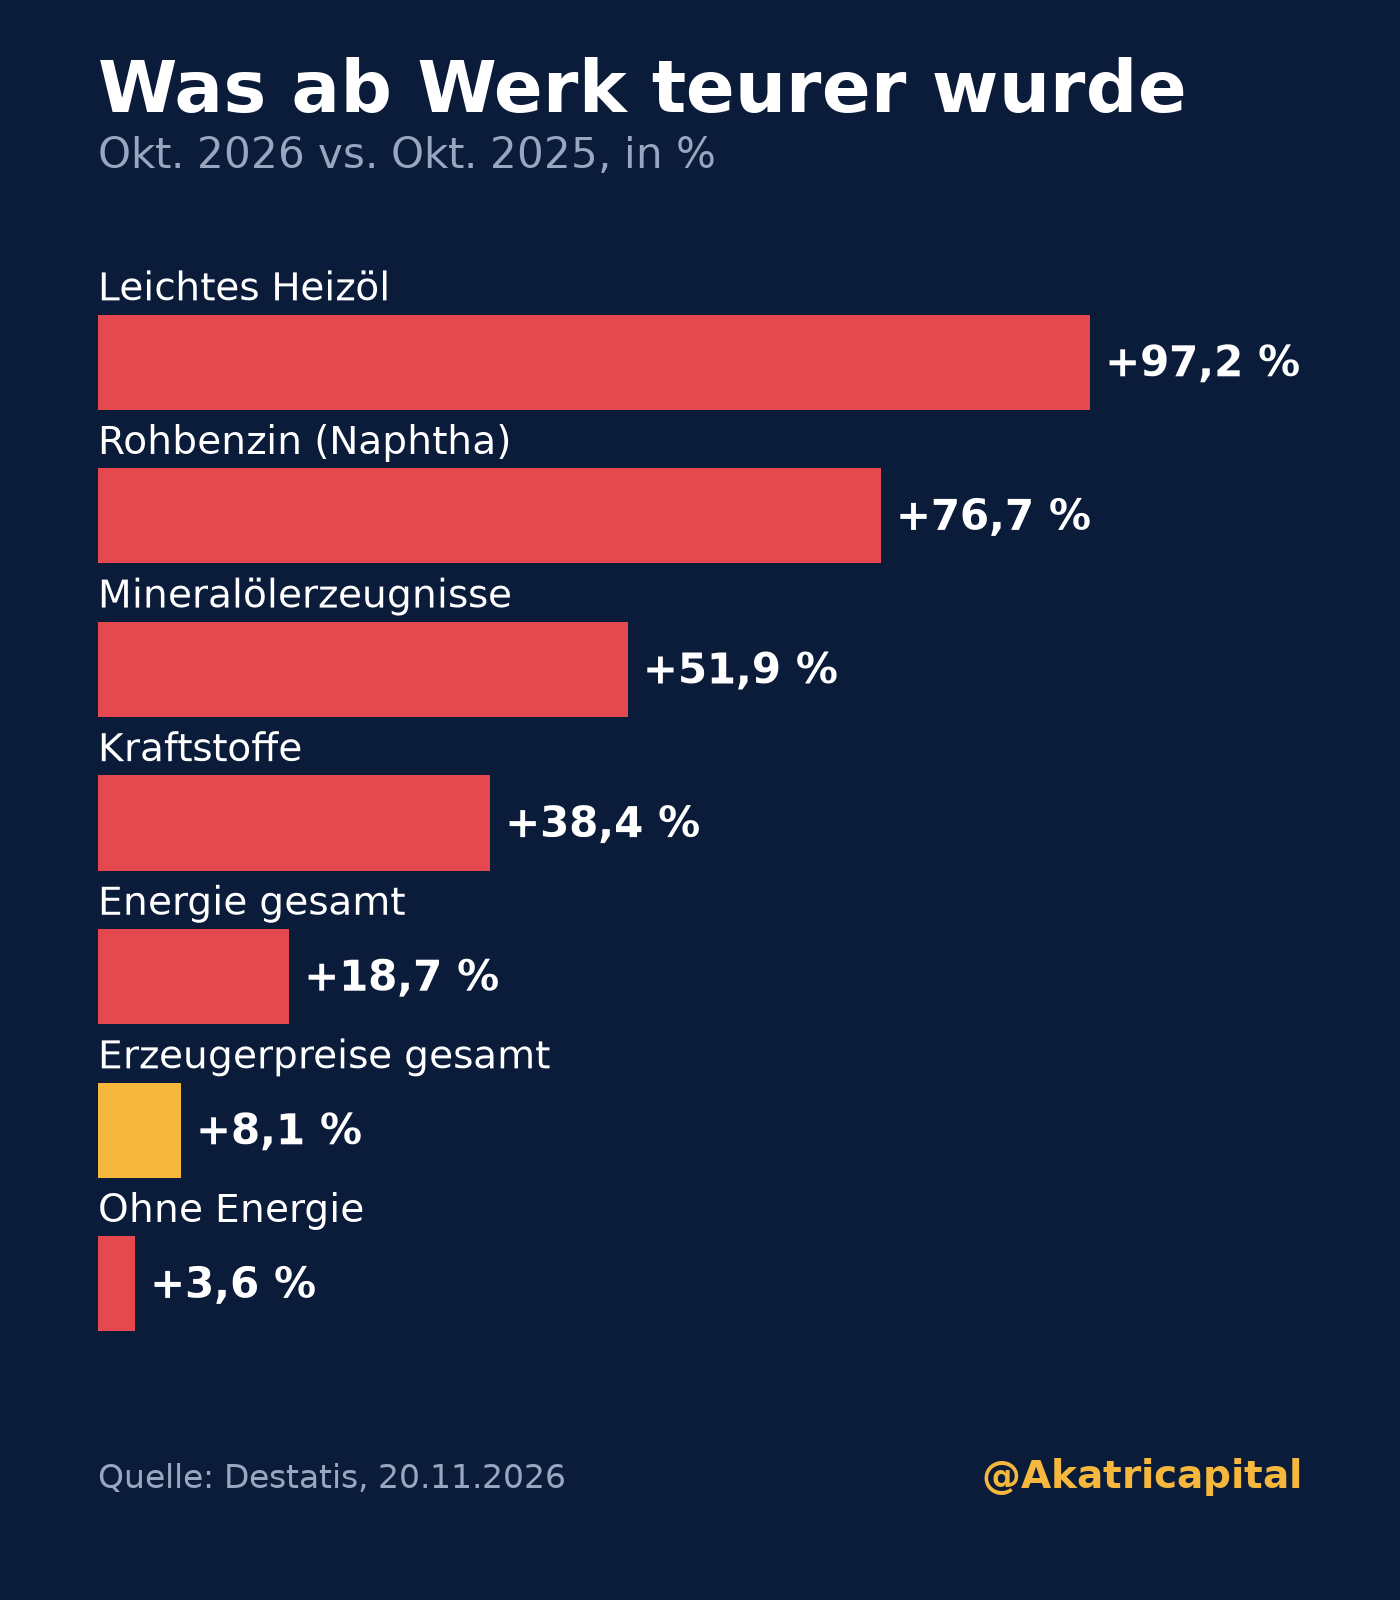 Was ab Werk teurer wurde
Okt. 2026 vs. Okt. 2025, in %
Leichtes Heizöl
+97,2 %
Rohbenzin (Naphtha)
+76,7 %
Mineralölerzeugnisse
+51,9 %
Kraftstoffe
+38,4 %
Energie gesamt
+18,7 %
Erzeugerpreise gesamt
+8,1 %
Ohne Energie
+3,6 %
Quelle: Destatis, 20.11.2026
@Akatricapital